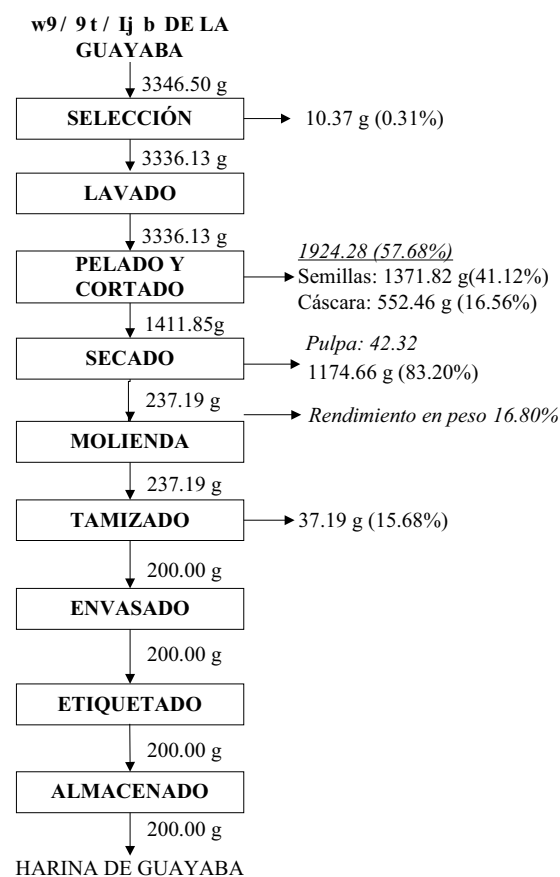 w9/ 9 t / Ij b DE LA
GUAYABA
3346.50 g
SELECCIÓN
10.37 g (0.31%)
3336.13 g
LAVADO
3336.13 g
PELADO Y
CORTADO
1924.28 (57.68%)
Semillas: 1371.82 g(41.12%)
Cáscara: 552.46 g (16.56%)
1411.85g
SECADO
Pulpa: 42.32
1174.66 g (83.20%)
237.19 g
Rendimiento en peso 16.80%
MOLIENDA
237.19 g
TAMIZADO
37.19 g (15.68%)
200.00 g
ENVASADO
200.00 g
ETIQUETADO
200.00 g
ALMACENADO
200.00 g
HARINA DE GUAYABA